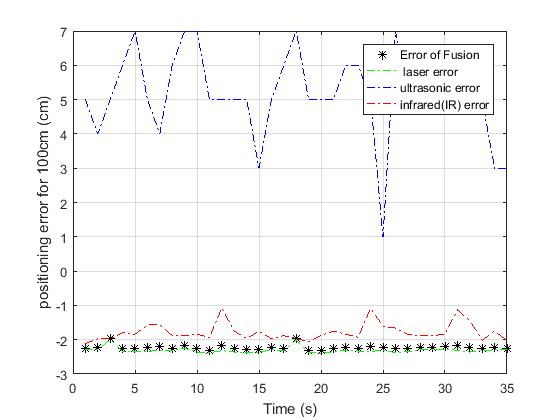 7
6
5
4
3
2
1
0
-1
-2
-3
positioning error for 100cm (cm)
Error of Fusion
laser error
ultrasonic error
infrared(IR) error
0 5 10 15 20 25 30 35
Time (s)